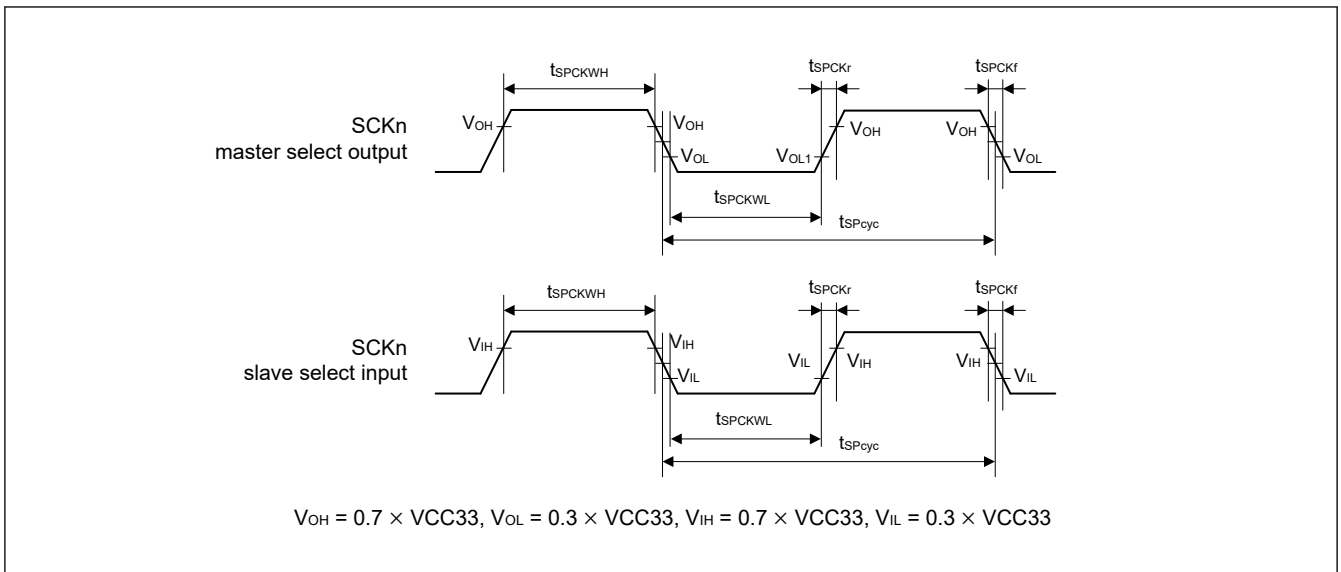 tSPCKWH
tSPCKr
tSPCKf
SCKn
master select output
VOH
VOH
VOL
VOL1
VOH
VOH
VOL
tSPCKWL
tSPcyc
tSPCKWH
tSPCKr
tSPCKf
SCKn
slave select input
VIH
VIH
VIL
VIL
VIH
VIH
VIL
tSPCKWL
tSPcyc
VOH = 0.7 × VCC33, VOL = 0.3 × VCC33, VIH = 0.7 × VCC33, VIL = 0.3 × VCC33